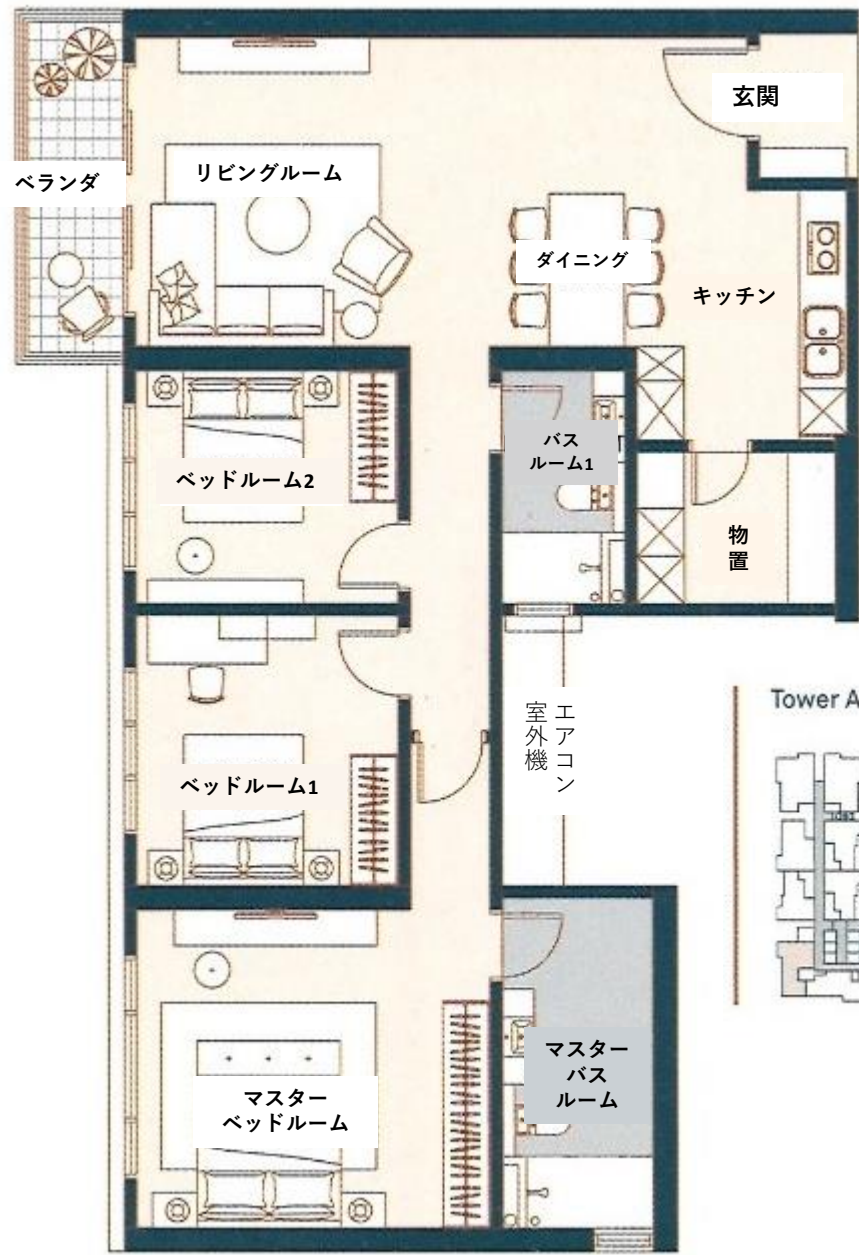 玄関
ベランダ
リビングルーム
ダイニング
キッチン
バス
ルーム1
ベッドルーム2
物
置
エアコン
室外機
Tower A
ベッドルーム1
マスター
バス
ルーム
マスター
ベッドルーム